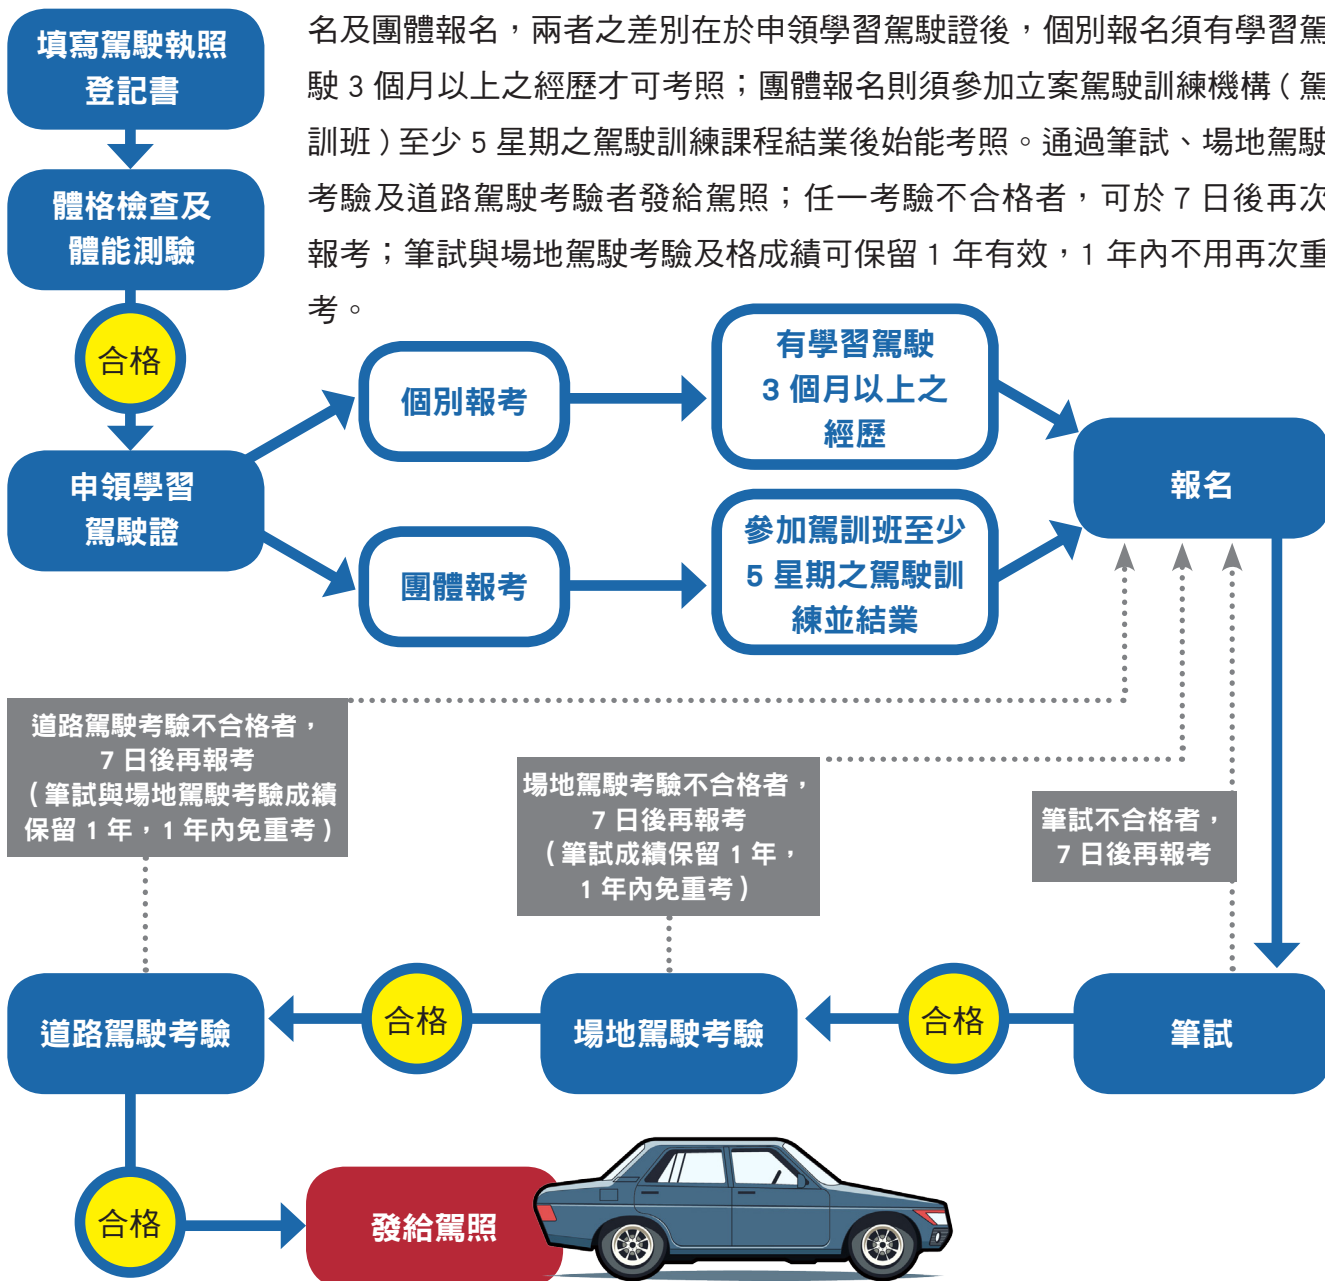 名及團體報名，兩者之差別在於申領學習駕駛證後，個別報名須有學習駕
駛 3 個月以上之經歷才可考照；團體報名則須參加立案駕駛訓練機構（駕
訓班）至少 5 星期之駕駛訓練課程結業後始能考照。通過筆試、場地駕駛
考驗及道路駕駛考驗者發給駕照；任一考驗不合格者，可於 7 日後再次
報考；筆試與場地駕駛考驗及格成績可保留 1 年有效，1 年內不用再次重
考。
填寫駕駛執照
登記書
體格檢查及
體能測驗
合格
申領學習
駕駛證
個別報考
有學習駕駛
3 個月以上之
經歷
團體報考
參加駕訓班至少
5 星期之駕駛訓
練並結業
報名
道路駕駛考驗不合格者，
7 日後再報考
（筆試與場地駕駛考驗成績
保留 1 年，1 年內免重考）
場地駕駛考驗不合格者，
7 日後再報考
（筆試成績保留 1 年，
1 年內免重考）
筆試不合格者，
7 日後再報考
筆試
合格
場地駕駛考驗
合格
道路駕駛考驗
合格
發給駕照